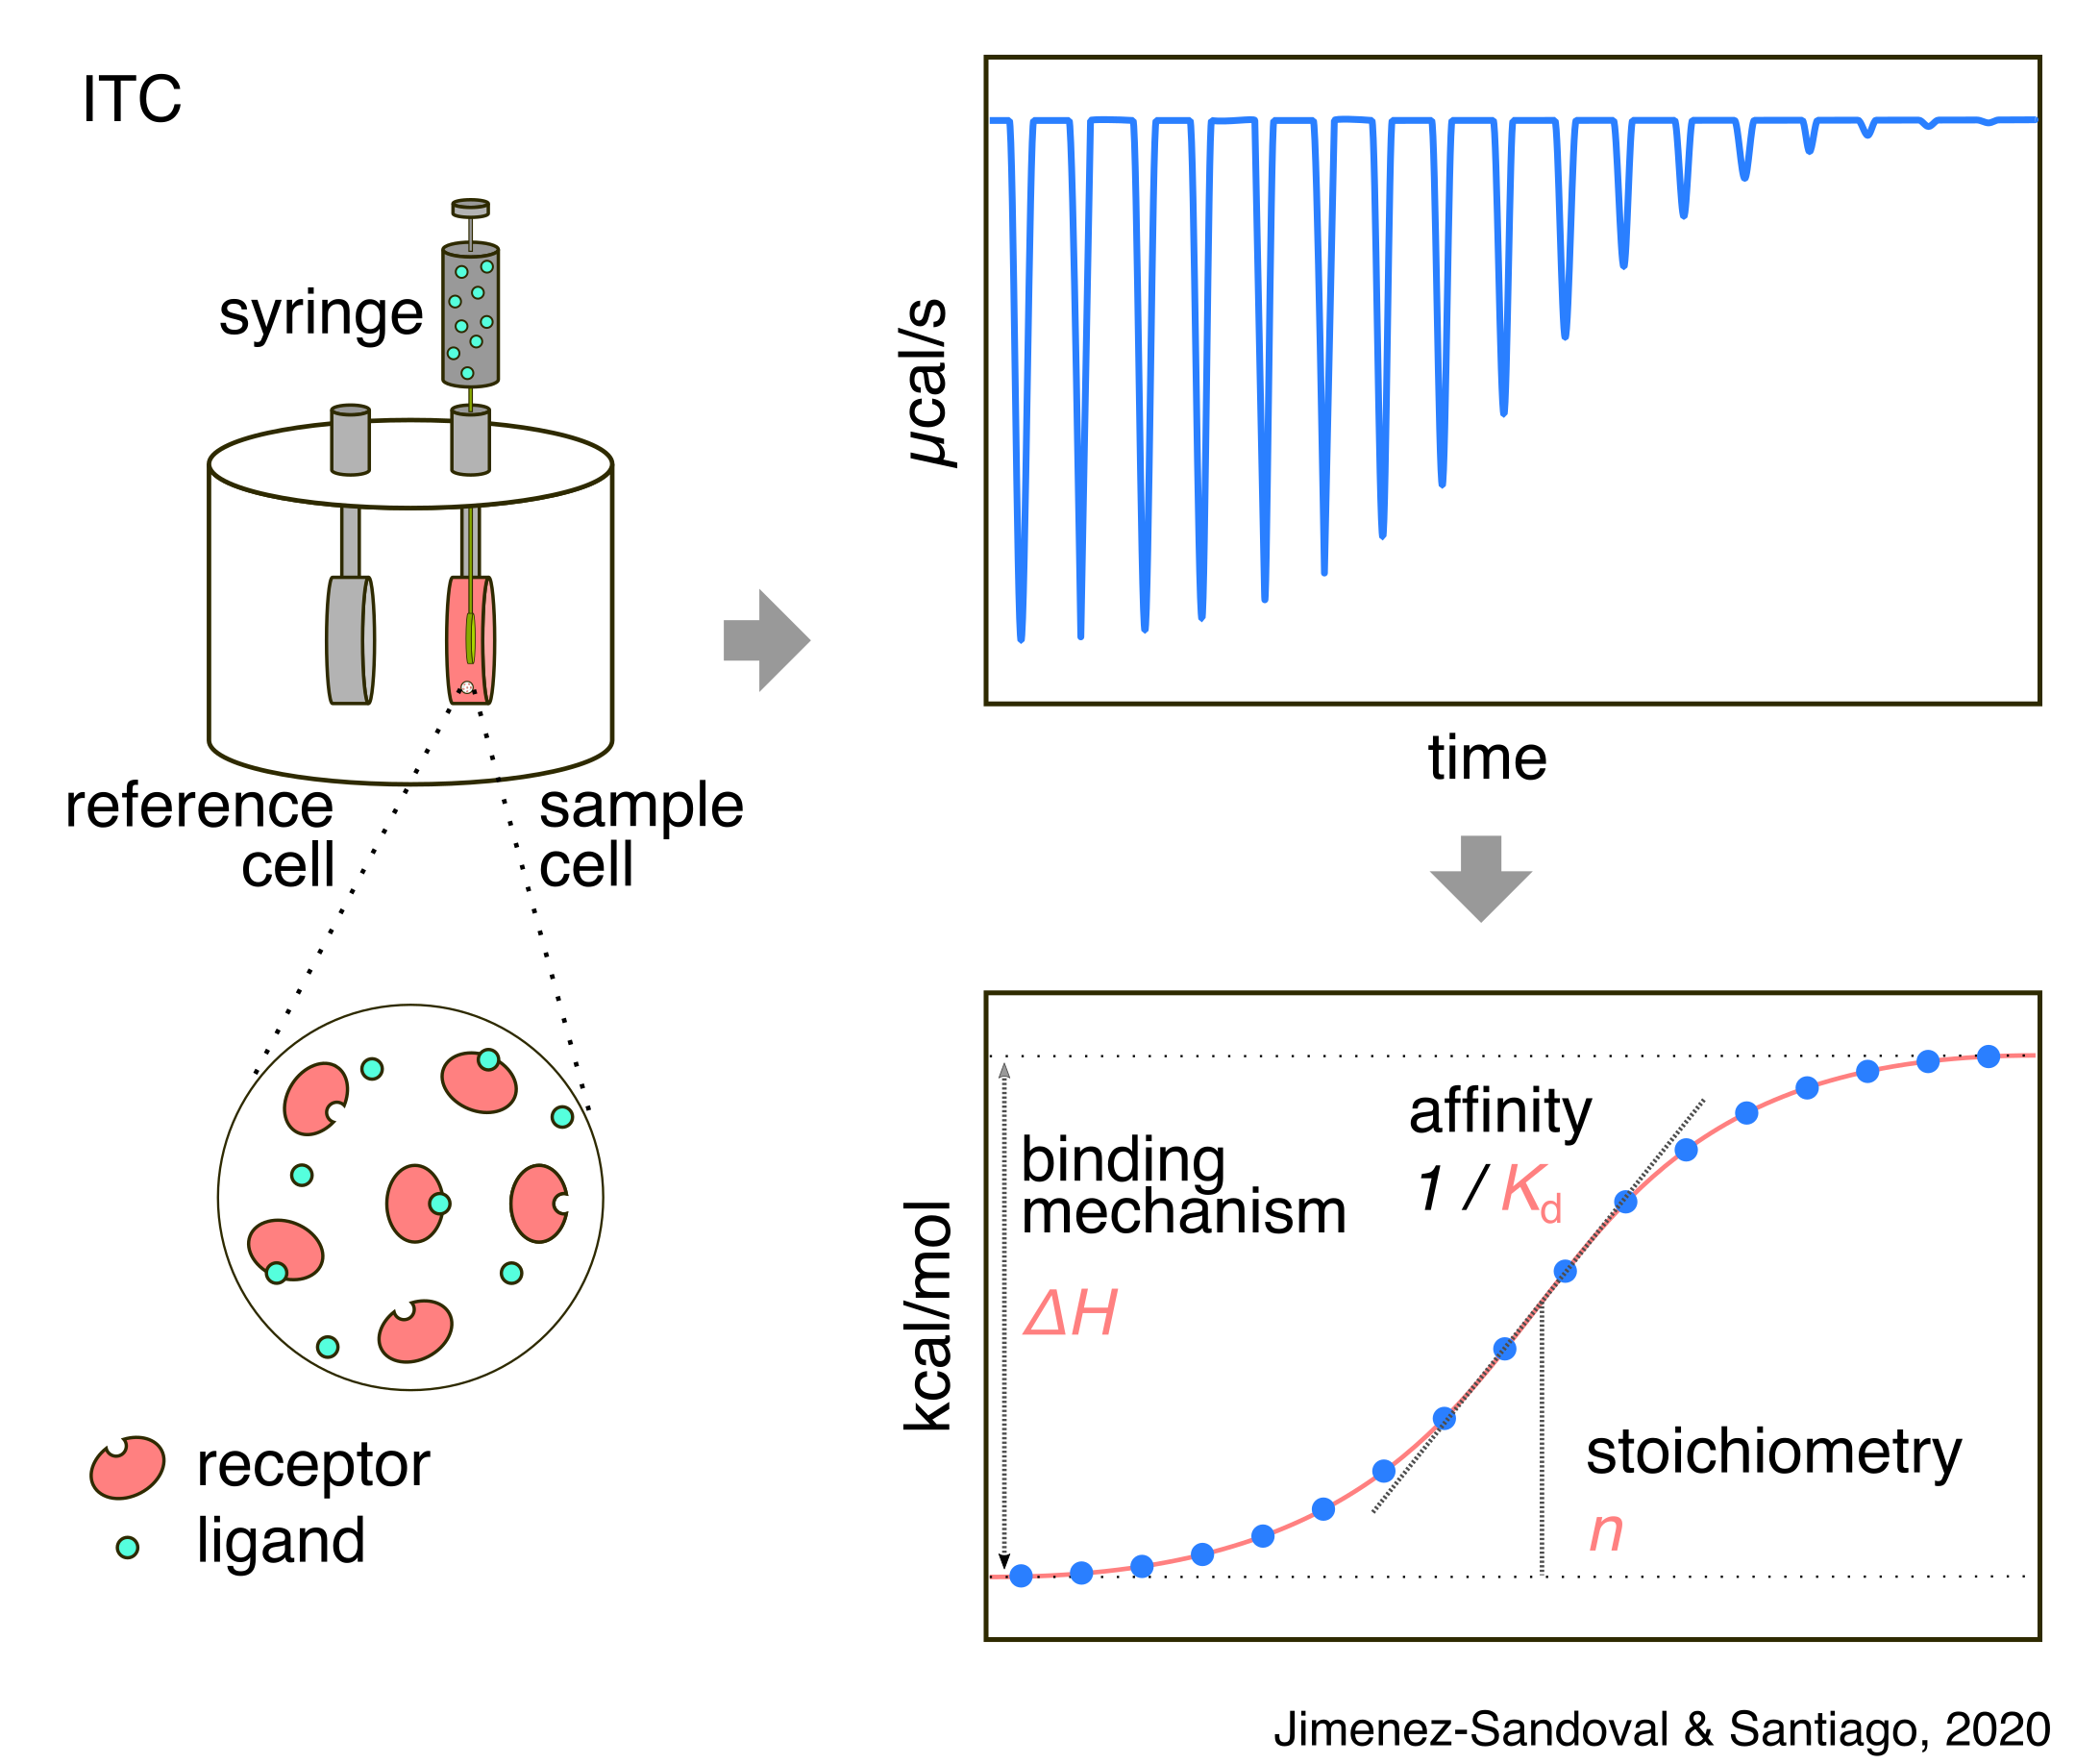 ITC
syringe
reference
cell
sample
cell
receptor
ligand
μcal/s
time
kcal/mol
binding
mechanism
ΔH
affinity
1 / Kd
stoichiometry
n
Jimenez-Sandoval & Santiago, 2020